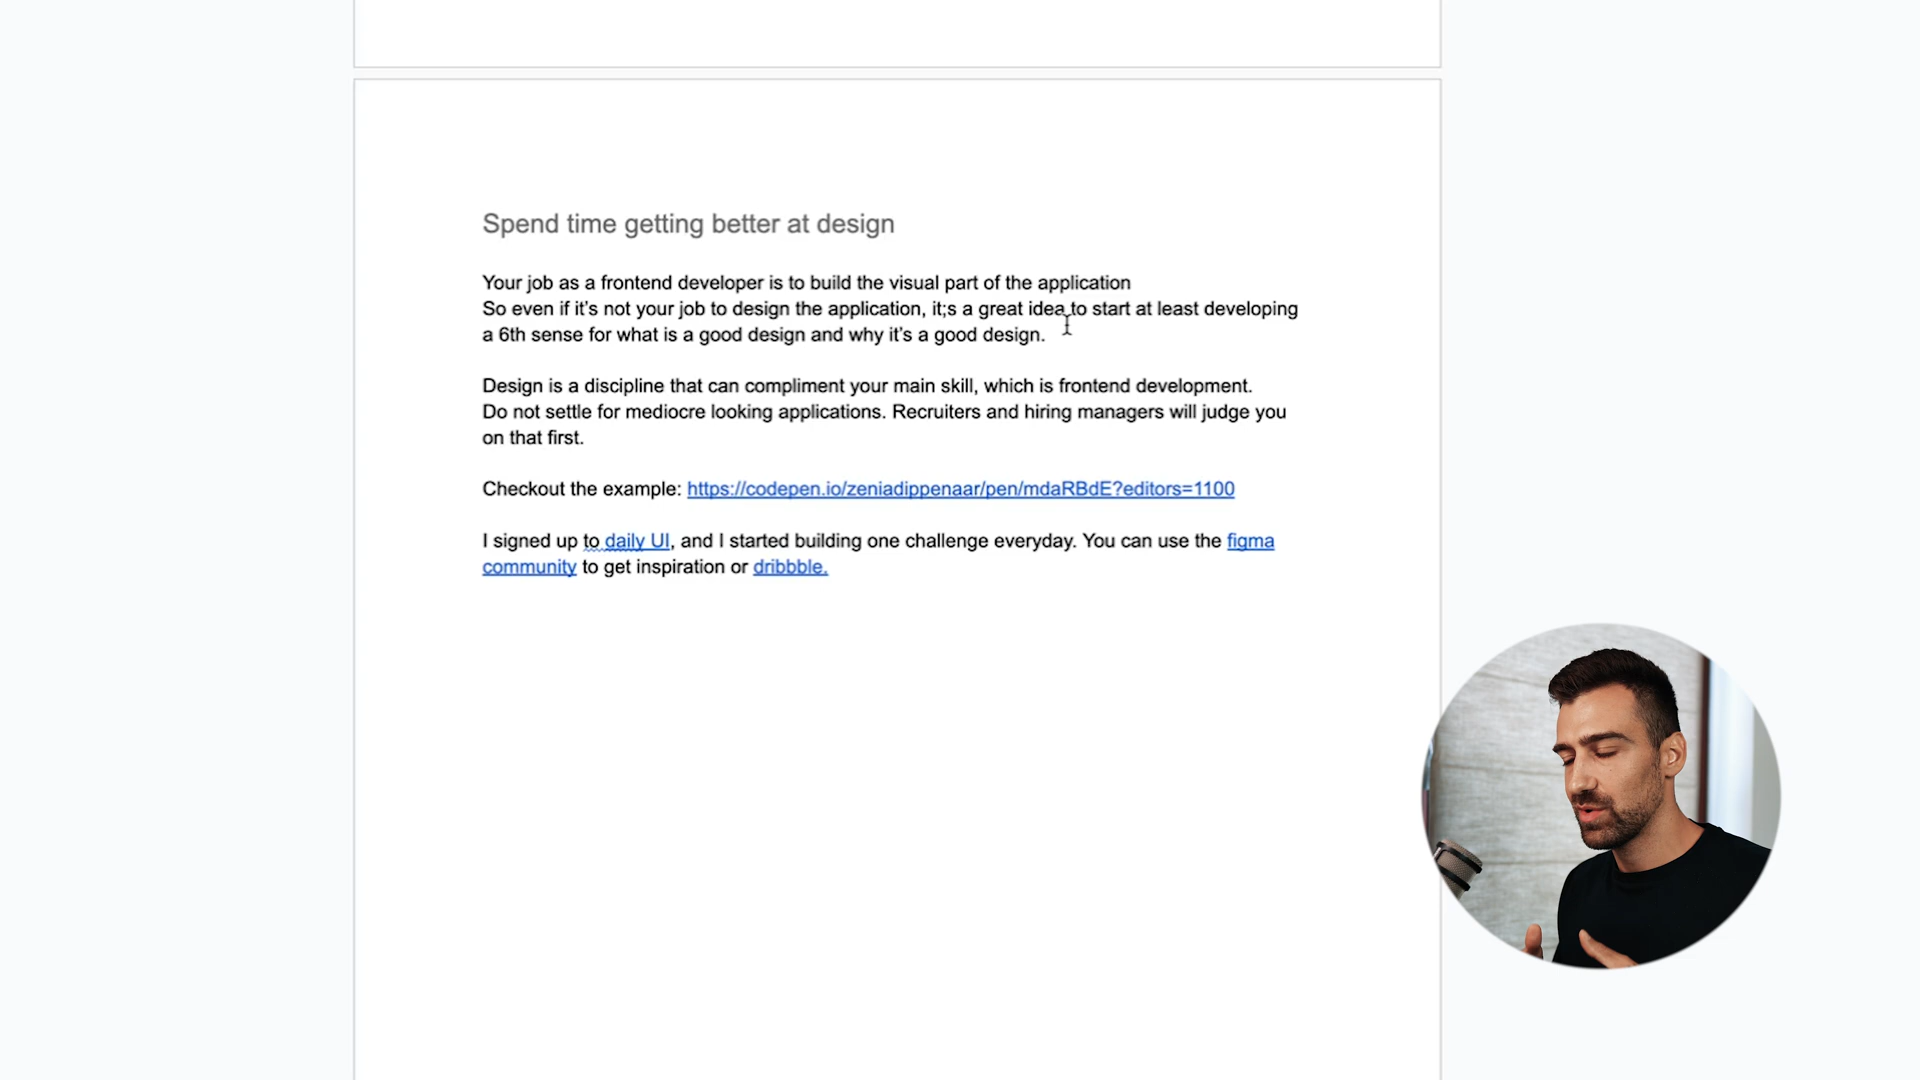 Spend time getting better at design
Your job as a frontend developer is to build the visual part of the application
So even if it's not your job to design the application, it;s a great idea to start at least developing
a 6th sense for what is a good design and why it's a good design.
Design is a discipline that can compliment your main skill, which is frontend development.
Do not settle for mediocre looking applications. Recruiters and hiring managers will judge you
on that first.
Checkout the example: https://codepen.io/zeniadippenaar/pen/mdaRBdE?editors=1100
I signed up to daily UI, and I started building one challenge everyday. You can use the figma
community to get inspiration or dribbble.